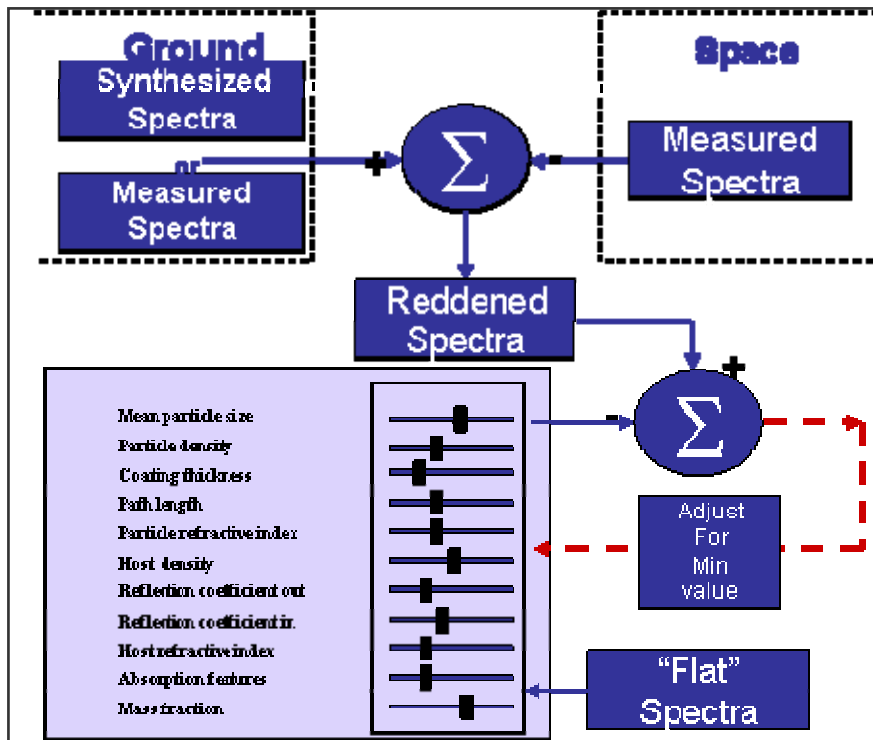 Ground
Synthesized
Spectra
or
Measured
Spectra
Space
Measured
Spectra
Σ
+
-
Reddened
Spectra
+
-
Σ
Mean particle size
Particle density
Coating thickness
Path length
Particle refractive index
Host density
Reflection coefficient out
Reflection coefficient in
Host refractive index
Absorption features
Mass fraction
Adjust
For
Min
value
“Flat”
Spectra